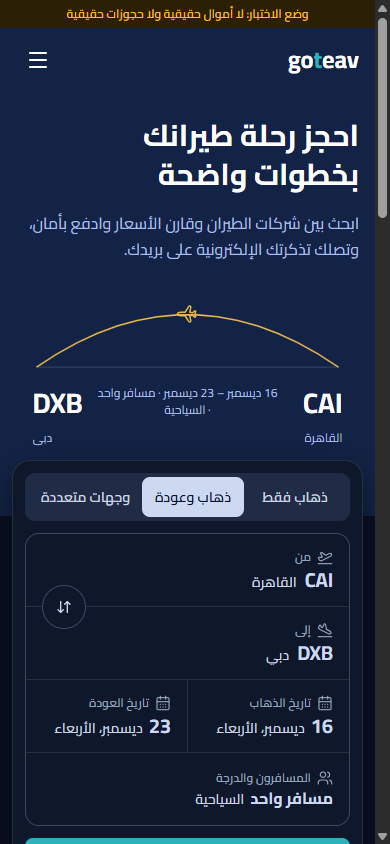 وضع الاختبار: لا أموال حقيقية ولا حجوزات حقيقية
goteav
احجز رحلة طيرانك
بخطوات واضحة
ابحث بين شركات الطيران وقارن الأسعار وادفع بأمان،
وتصلك تذكرتك الإلكترونية على بريدك.
CAI
القاهرة
16 ديسمبر – 23 ديسمبر · مسافر واحد
· السياحية
DXB
دبي
ذهاب فقط
ذهاب وعودة
وجهات متعددة
من
CAI القاهرة
إلى
DXB دبي
تاريخ الذهاب
16 ديسمبر، الأربعاء
تاريخ العودة
23 ديسمبر، الأربعاء
المسافرون والدرجة
مسافر واحد السياحية